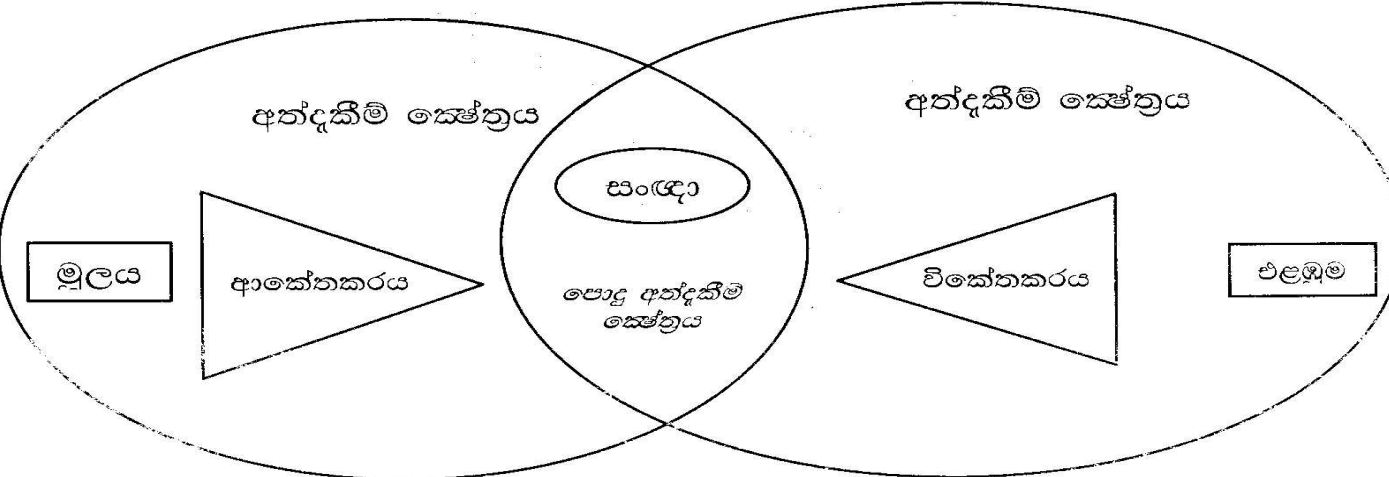 අත්දැකීම් ක්‍ෂේත්‍රය
අත්දැකීම් ක්‍ෂේත්‍රය
සංඥා
මූලය
ආකේතකරය
විකේතකරය
එළඹුම
පොදු අත්දැකීම්
ක්‍ෂේත්‍රය